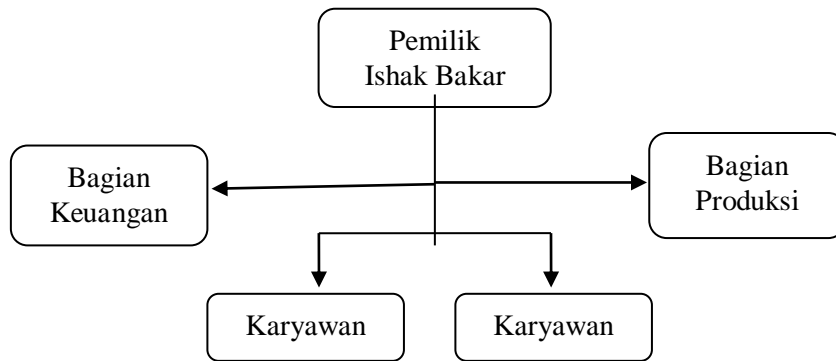 Pemilik
Ishak Bakar
Bagian
Keuangan
Bagian
Produksi
Karyawan
Karyawan